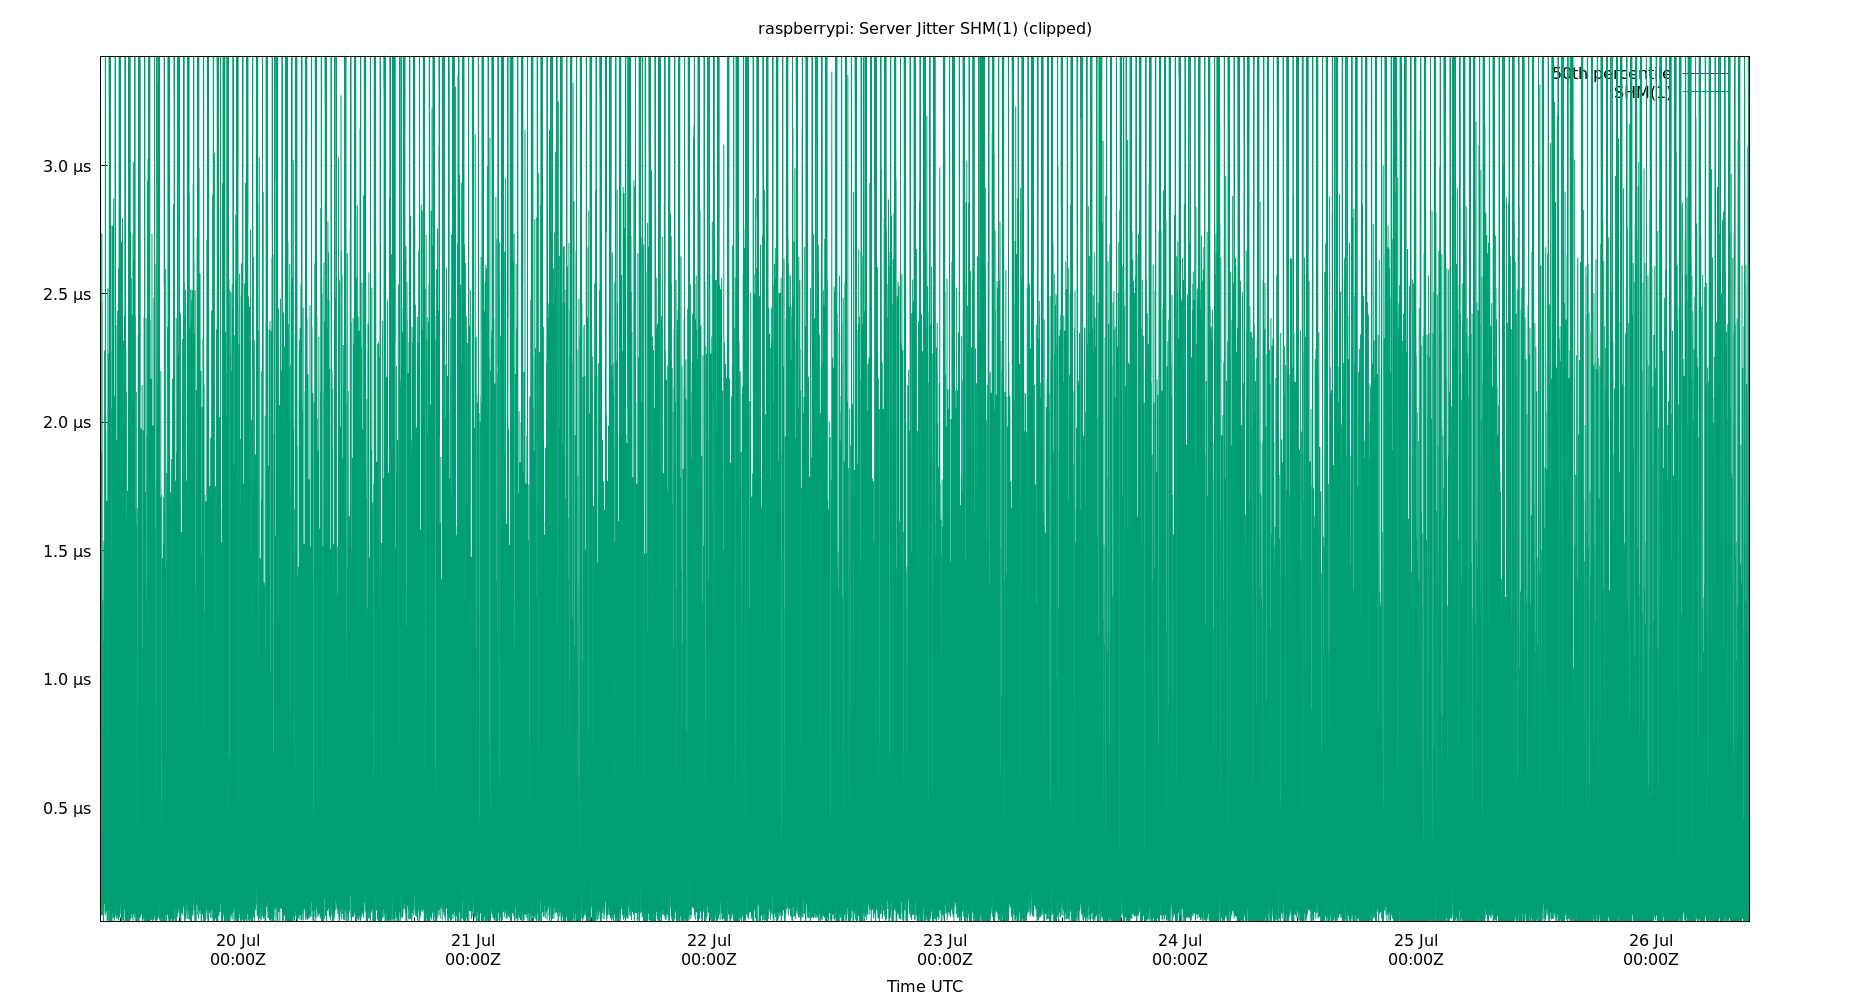 raspberrypi: Server Jitter SHM(1) (clipped)
50th percentile
SHM(1)
3.0 μs
2.5 μs
2.0 μs
1.5 μs
1.0 μs
0.5 μs
20 Jul 21 Jul 22 Jul 23 Jul 24 Jul 25 Jul 26 Jul
00:00Z 00:00Z 00:00Z 00:00Z 00:00Z 00:00Z 00:00Z
Time UTC